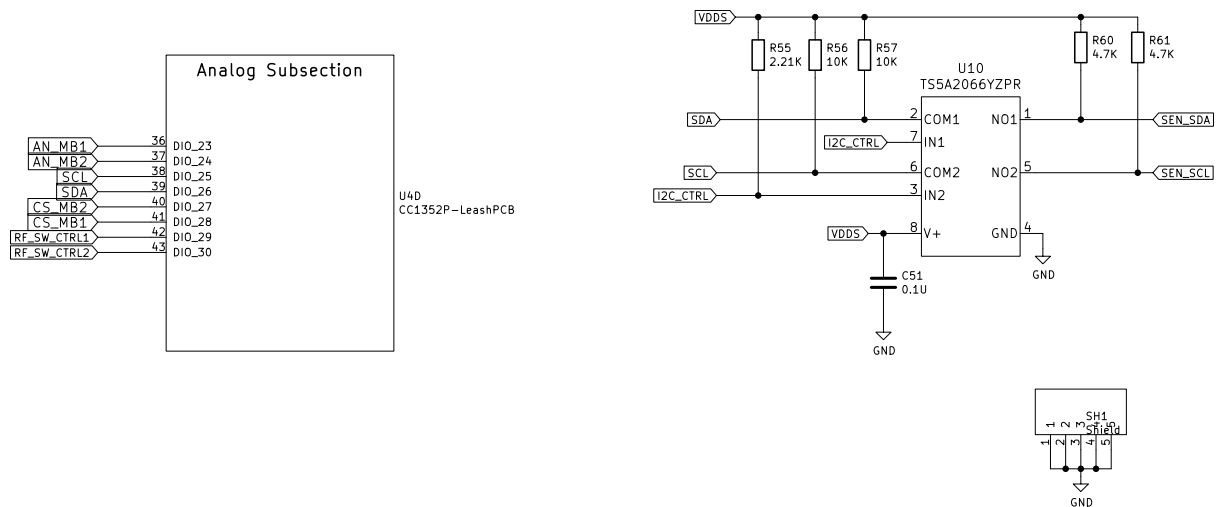 Analog Subsection
AN_MB1
36
DIO_23
AN_MB2
37
DIO_24
SCL
38
DIO_25
SDA
39
DIO_26
CS_MB2
40
DIO_27
CS_MB1
41
DIO_28
RF_SW_CTRL1
42
DIO_29
RF_SW_CTRL2
43
DIO_30
U4D
CC1352P-LeashPCB
VDDS
R55
2.21K
R56
10K
R57
10K
R60
4.7K
R61
4.7K
U10
TS5A2066YZPR
SDA
2
COM1
NO1
1
SEN_SDA
I2C_CTRL
7
IN1
SCL
6
COM2
NO2
5
SEN_SCL
I2C_CTRL
3
IN2
VDDS
8
V+
GND
4
GND
C51
0.1U
GND
SH1
Shield
1
2
3
4
5
1
2
3
4
5
GND